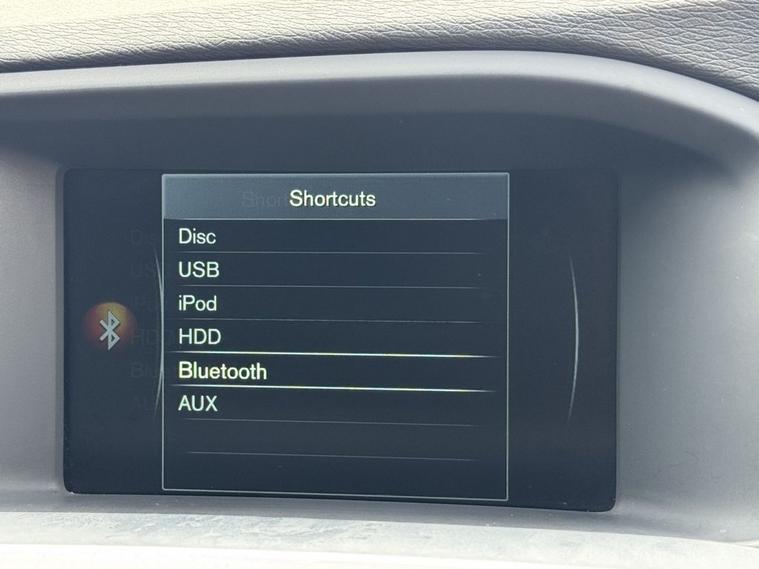 Shortcuts
Disc
USB
iPod
HDD
Bluetooth
AUX